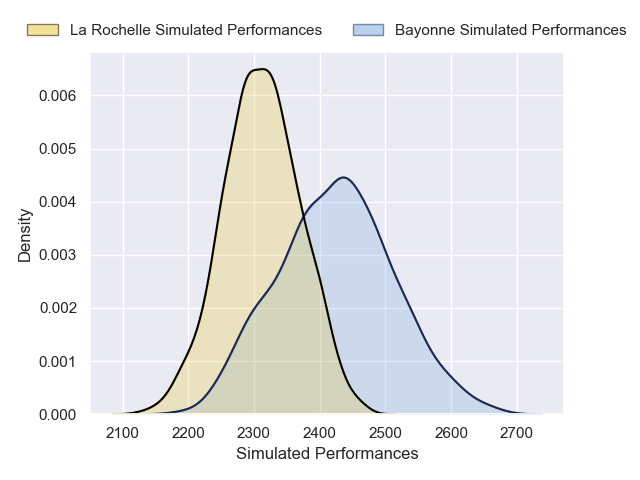 La Rochelle Simulated Performances Bayonne Simulated Performances
0.006
0.005
0.004
0.003
0.002
0.001
0.000
Density
2100 2200 2300 2400 2500 2600 2700
Simulated Performances